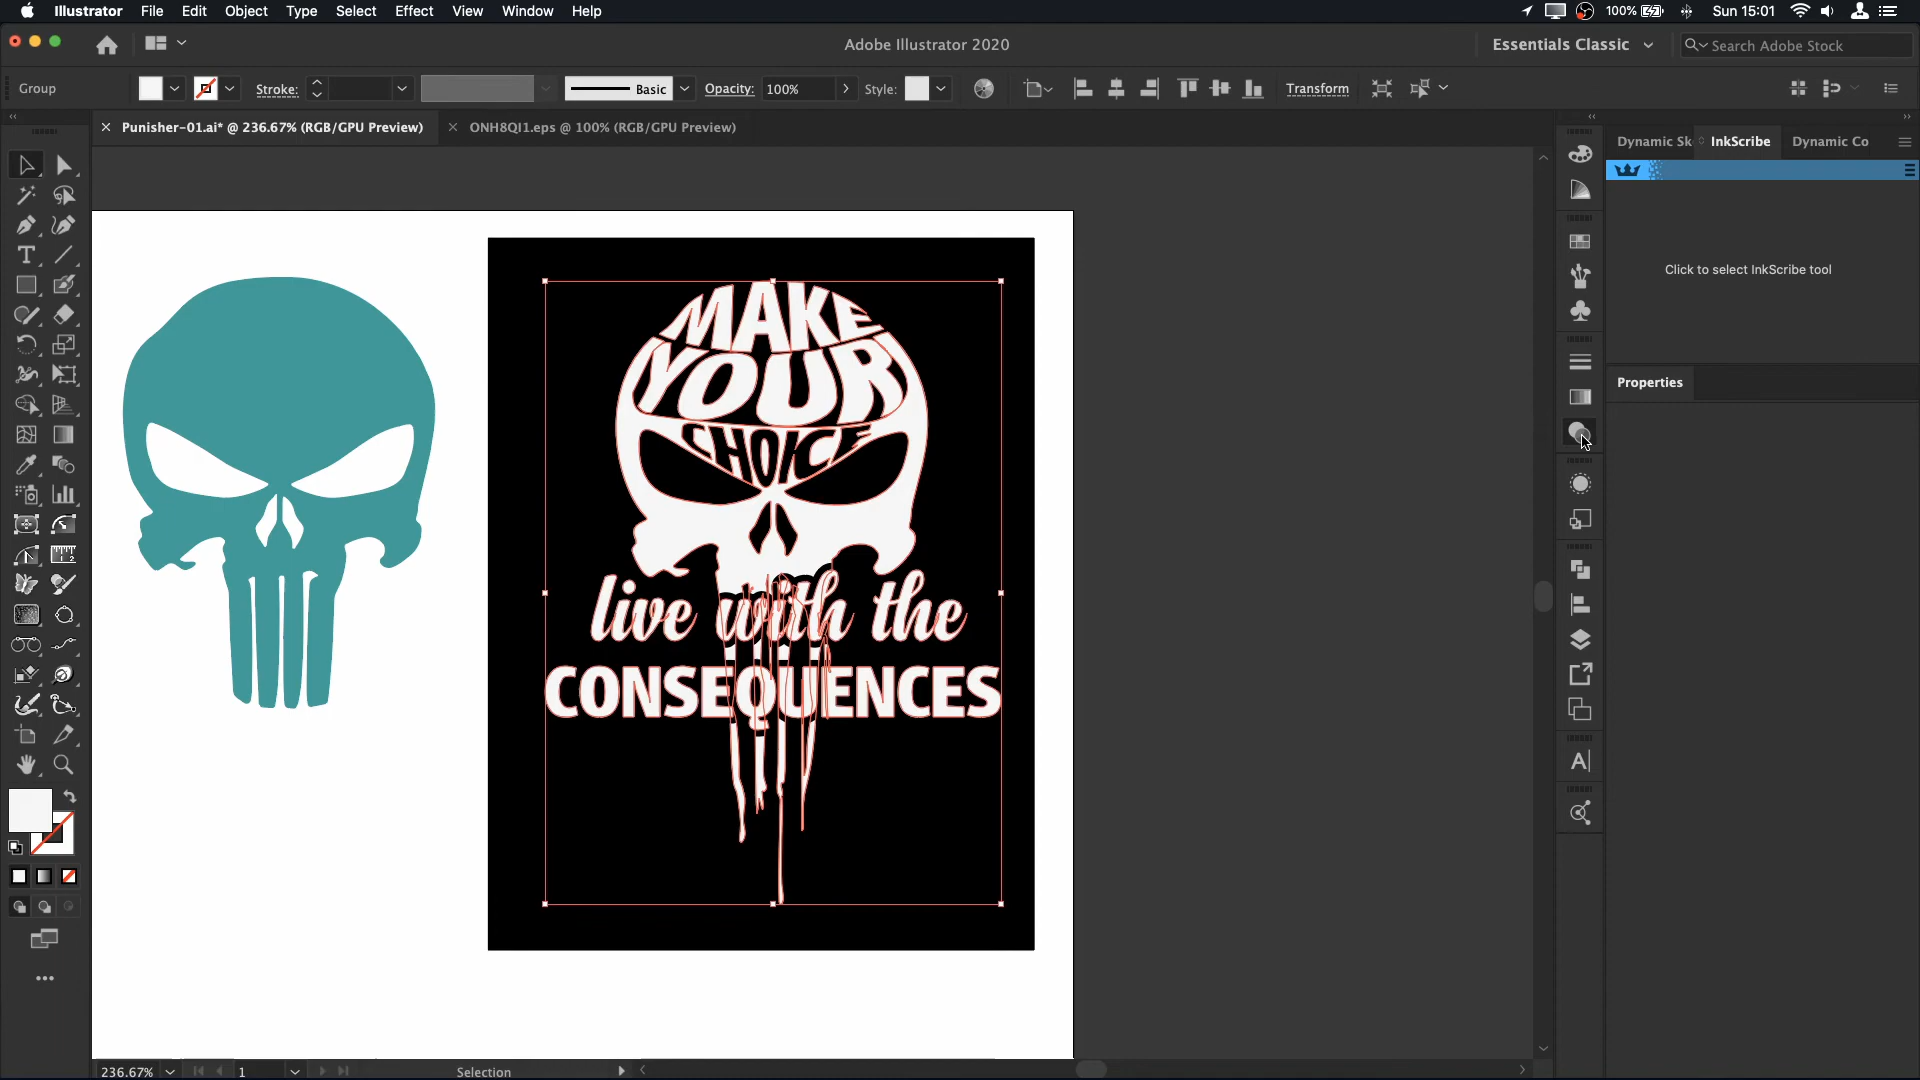 Illustrator File Edit Object Type Select Effect View Window Help 100% Sun 15:01
Adobe Illustrator 2020 Essentials Classic Search Adobe Stock
Group Stroke: Basic Opacity: 100% Style: Transform
Punisher-01.ai* @ 236.67% (RGB/GPU Preview) ONH8QI1.eps @ 100% (RGB/GPU Preview)
Dynamic Sk InkScribe Dynamic Co
Click to select InkScribe tool
Properties
MAKE
YOUR
CHOICE
live with the
CONSEQUENCES
236.67% 1 Selection